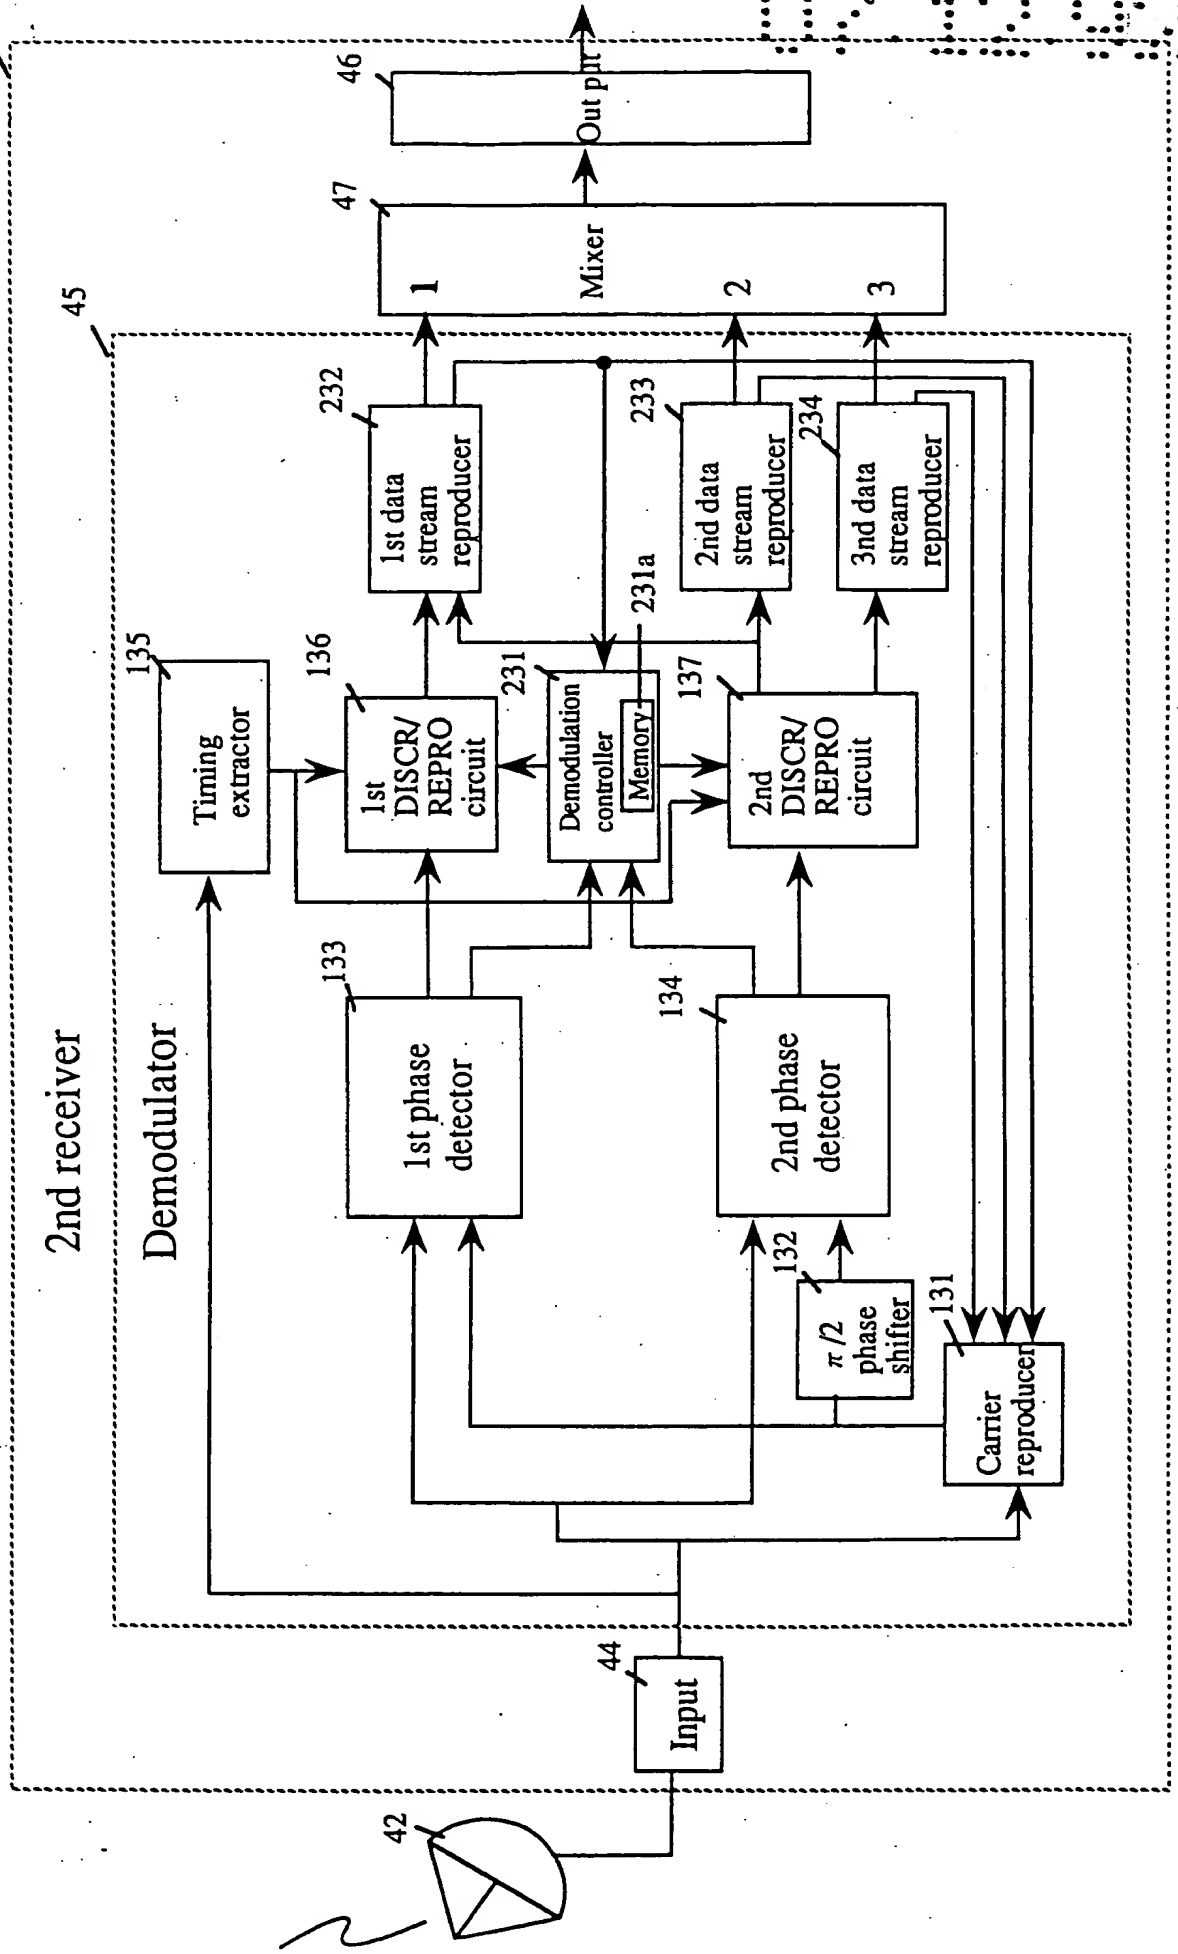 2nd receiver
45
46
47
Demodulator
135
Timing
extractor
232
1st data
stream
reproducer
1
Mixer
2
3
Out put
133
1st phase
detector
136
1st
DISCR/
REPRO
circuit
42
44
Input
231
Demodulation
controller
Memory
231a
233
2nd data
stream
reproducer
134
2nd phase
detector
137
2nd
DISCR/
REPRO
circuit
234
3nd data
stream
reproducer
132
π/2
phase
shifter
131
Carrier
reproducer